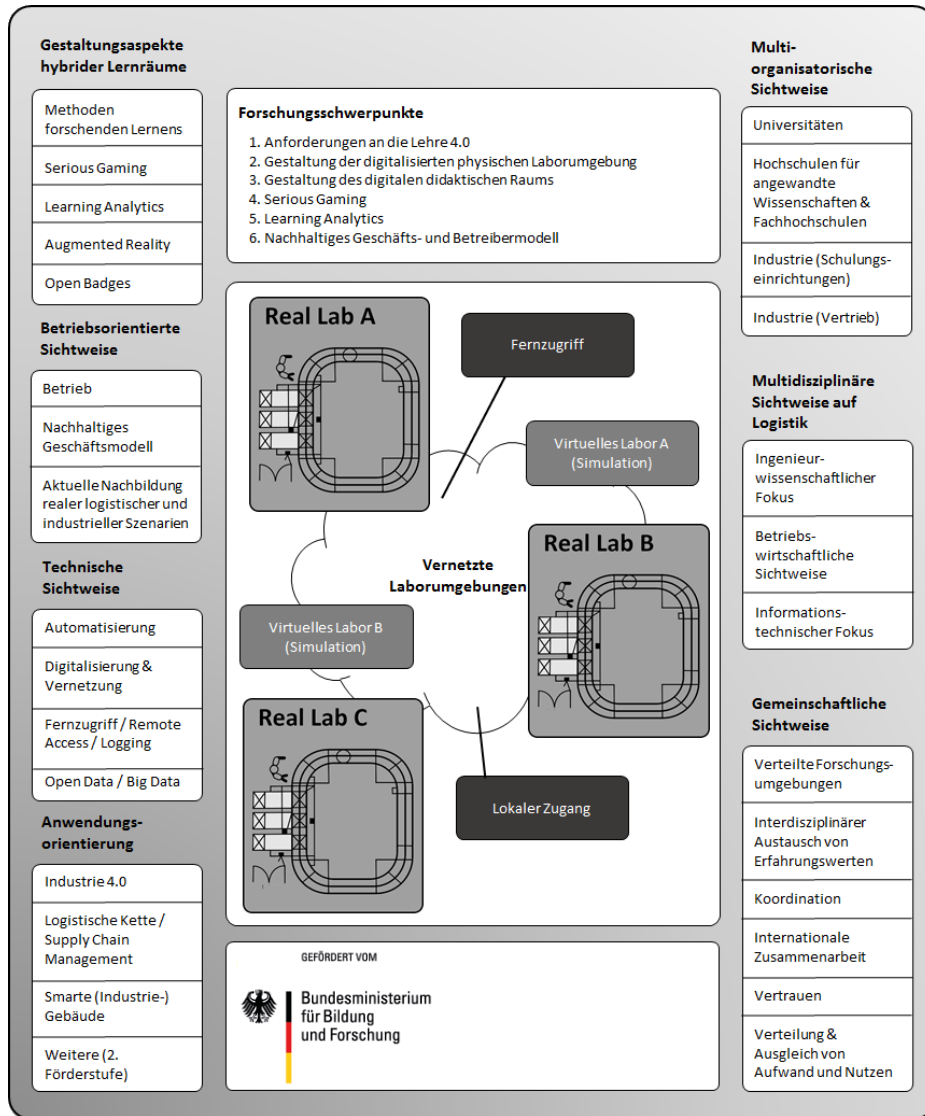 Gestaltungsaspekte
hybrider Lernräume
Methoden
forschenden Lernens
Serious Gaming
Learning Analytics
Augmented Reality
Open Badges
Betriebsorientierte
Sichtweise
Betrieb
Nachhaltiges
Geschäftsmodell
Aktuelle Nachbildung
realer logistischer und
industrieller Szenarien
Technische
Sichtweise
Automatisierung
Digitalisierung &
Vernetzung
Fernzugriff / Remote
Access / Logging
Open Data / Big Data
Anwendungs-
orientierung
Industrie 4.0
Logistische Kette /
Supply Chain
Management
Smarte (Industrie-)
Gebäude
Weitere (2.
Förderstufe)
Forschungsschwerpunkte
1. Anforderungen an die Lehre 4.0
2. Gestaltung der digitalisierten physischen Laborumgebung
3. Gestaltung des digitalen didaktischen Raums
4. Serious Gaming
5. Learning Analytics
6. Nachhaltiges Geschäfts- und Betreibermodell
Real Lab A
Fernzugriff
Virtuelles Labor A
(Simulation)
Real Lab B
Vernetzte
Laborumgebungen
Virtuelles Labor B
(Simulation)
Real Lab C
Lokaler Zugang
GEFÖRDERT VOM
Bundesministerium
für Bildung
und Forschung
Multi-
organisatorische
Sichtweise
Universitäten
Hochschulen für
angewandte
Wissenschaften &
Fachhochschulen
Industrie (Schulungs-
einrichtungen)
Industrie (Vertrieb)
Multidisziplinäre
Sichtweise auf
Logistik
Ingenieur-
wissenschaftlicher
Fokus
Betriebs-
wirtschaftliche
Sichtweise
Informations-
technischer Fokus
Gemeinschaftliche
Sichtweise
Verteilte Forschungs-
umgebungen
Interdisziplinärer
Austausch von
Erfahrungswerten
Koordination
Internationale
Zusammenarbeit
Vertrauen
Verteilung &
Ausgleich von
Aufwand und Nutzen